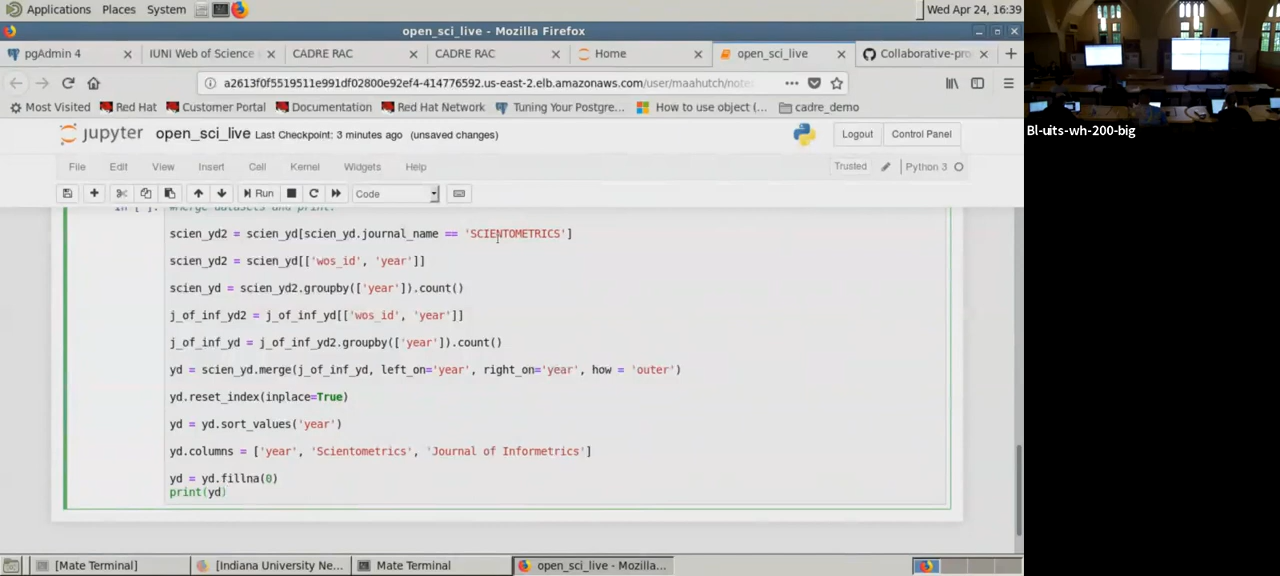 Applications Places System Wed Apr 24, 16:39
open_sci_live - Mozilla Firefox
pgAdmin 4 IUNI Web of Science CADRE RAC CADRE RAC Home open_sci_live Collaborative-pro
a2613f0f5519511e991df02800e92ef4-414776592.us-east-2.elb.amazonaws.com/user/maahutch/note
Most Visited Red Hat Customer Portal Documentation Red Hat Network Tuning Your Postgre... How to use object (... cadre_demo
jupyter open_sci_live Last Checkpoint: 3 minutes ago (unsaved changes) Logout Control Panel
File Edit View Insert Cell Kernel Widgets Help Trusted Python 3
Run Code
In [ ]: #Merge datasets and print.
scien_yd2 = scien_yd[scien_yd.journal_name == 'SCIENTOMETRICS']
scien_yd2 = scien_yd[['wos_id', 'year']]
scien_yd = scien_yd2.groupby(['year']).count()
j_of_inf_yd2 = j_of_inf_yd[['wos_id', 'year']]
j_of_inf_yd = j_of_inf_yd2.groupby(['year']).count()
yd = scien_yd.merge(j_of_inf_yd, left_on='year', right_on='year', how = 'outer')
yd.reset_index(inplace=True)
yd = yd.sort_values('year')
yd.columns = ['year', 'Scientometrics', 'Journal of Informetrics']
yd = yd.fillna(0)
print(yd)
[Mate Terminal] [Indiana University Ne... Mate Terminal open_sci_live - Mozilla...
Bl-uits-wh-200-big